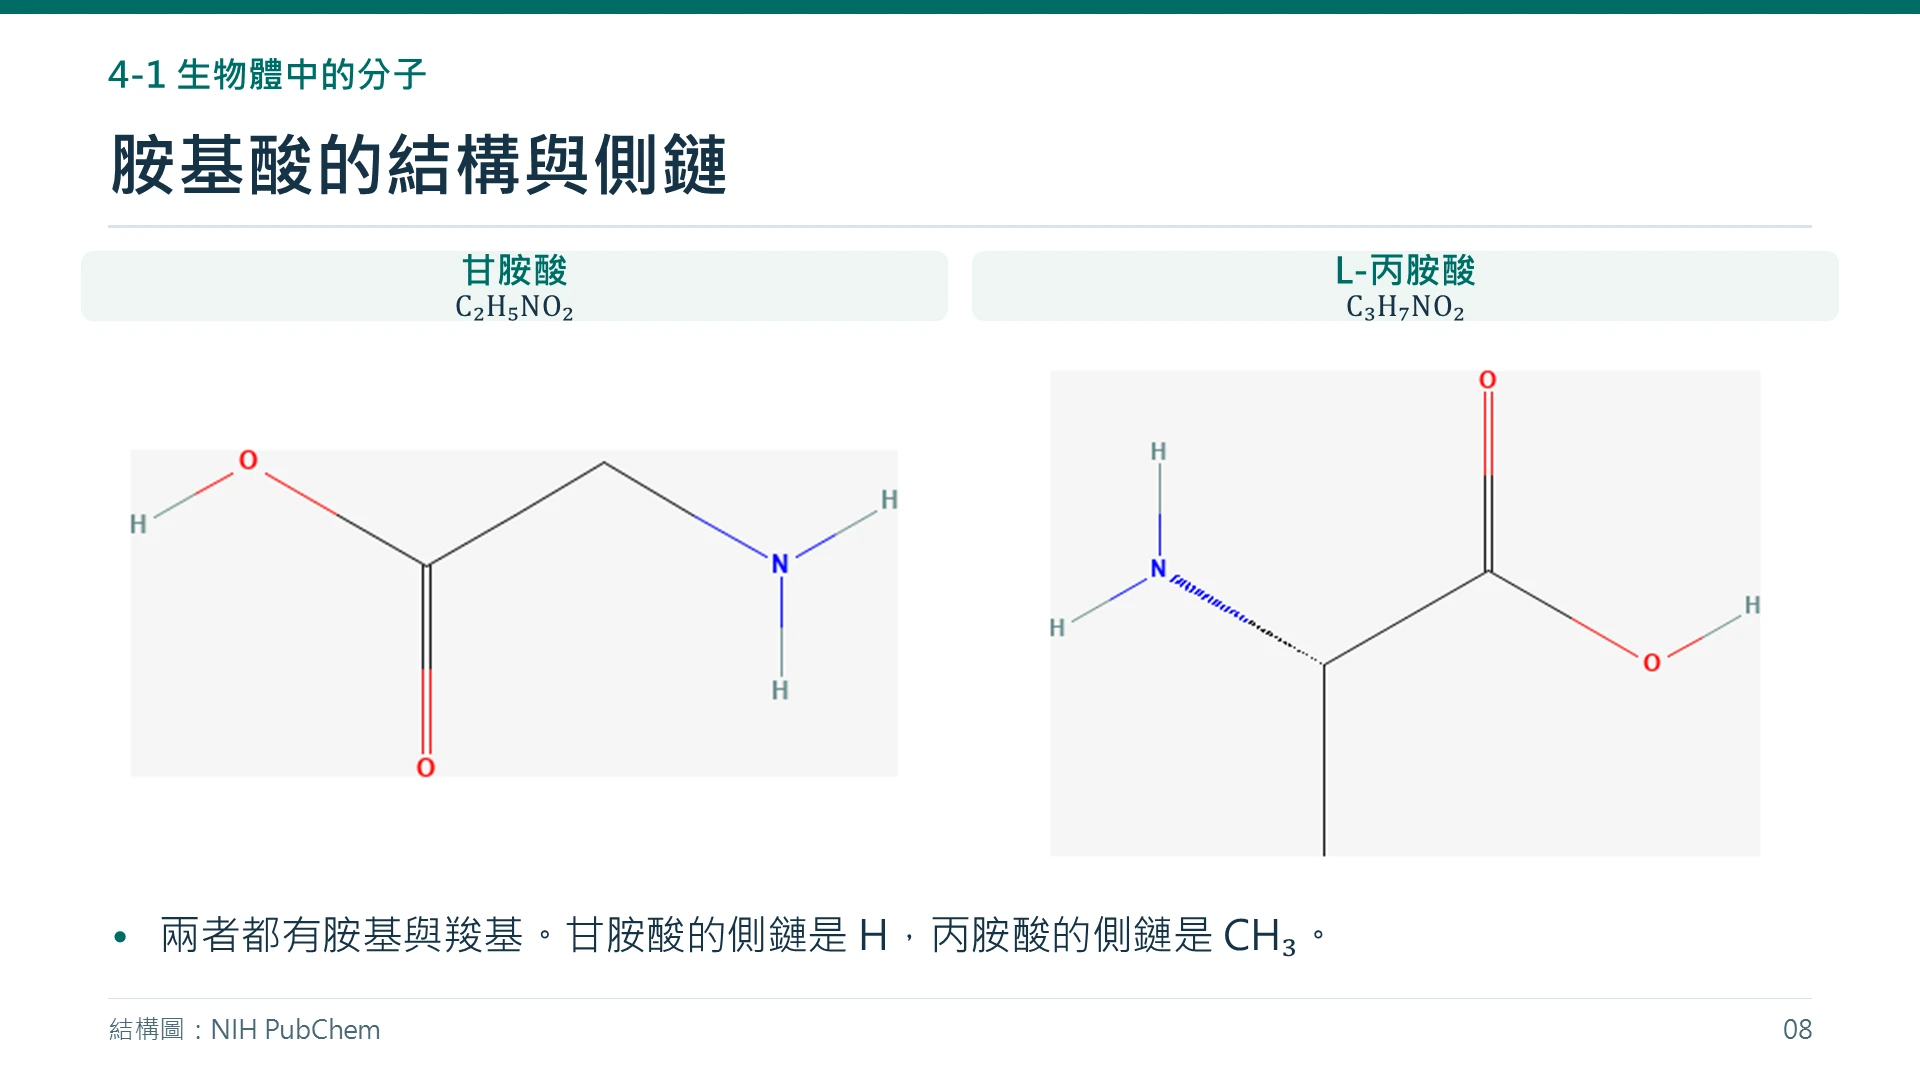 4-1 生物體中的分子
胺基酸的結構與側鏈
甘胺酸
C₂H₅NO₂
L-丙胺酸
C₃H₇NO₂
O
H
N
H
H
O
O
H
N
H
H
O
兩者都有胺基與羧基。甘胺酸的側鏈是 H，丙胺酸的側鏈是 CH₃。
結構圖：NIH PubChem
08